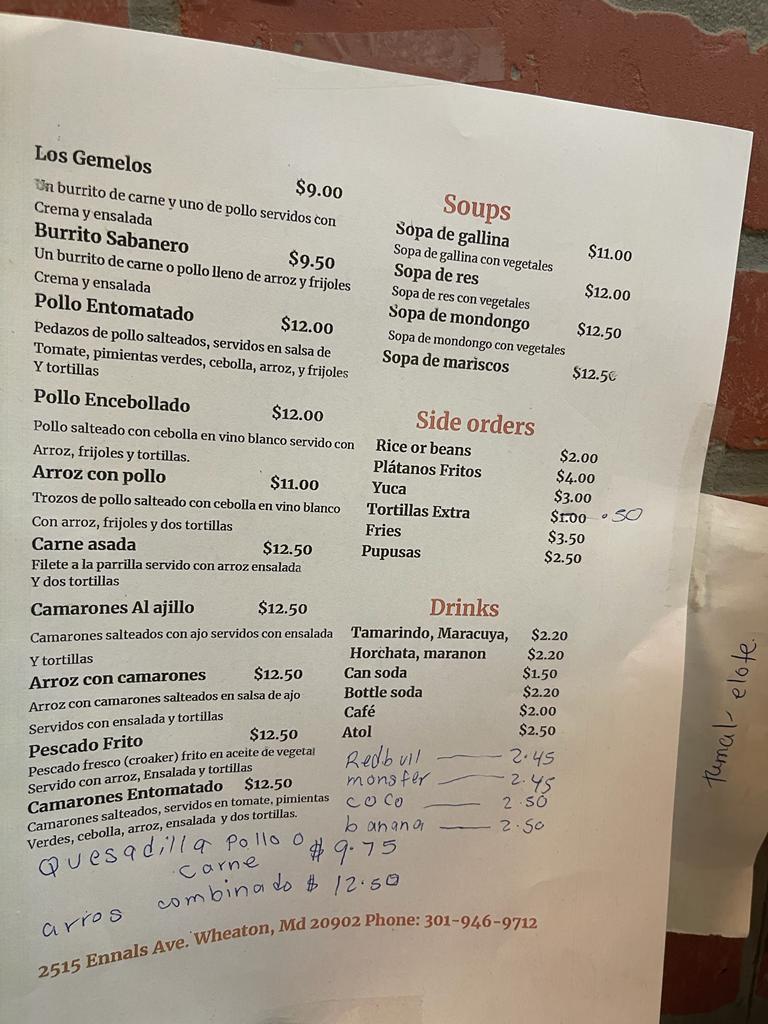 Los Gemelos $9.00
Un burrito de carne y uno de pollo servidos con
Crema y ensalada
Burrito Sabanero $9.50
Un burrito de carne o pollo lleno de arroz y frijoles
Crema y ensalada
Pollo Entomatado $12.00
Pedazos de pollo salteados, servidos en salsa de
Tomate, pimientas verdes, cebolla, arroz, y frijoles
Y tortillas
Pollo Encebollado $12.00
Pollo salteado con cebolla en vino blanco servido con
Arroz, frijoles y tortillas.
Arroz con pollo $11.00
Trozos de pollo salteado con cebolla en vino blanco
Con arroz, frijoles y dos tortillas
Carne asada $12.50
Filete a la parrilla servido con arroz ensalada
Y dos tortillas
Camarones Al ajillo $12.50
Camarones salteados con ajo servidos con ensalada
Y tortillas
Arroz con camarones $12.50
Arroz con camarones salteados en salsa de ajo
Servidos con ensalada y tortillas
Pescado Frito $12.50
Pescado fresco (croaker) frito en aceite de vegetal
Servido con arroz, Ensalada y tortillas
Camarones Entomatado $12.50
Camarones salteados, servidos en tomate, pimientas
Verdes, cebolla, arroz, ensalada y dos tortillas.
Quesadilla Pollo o $9.75
carne
arros combinado $ 12.50
Soups
Sopa de gallina $11.00
Sopa de gallina con vegetales
Sopa de res $12.00
Sopa de res con vegetales
Sopa de mondongo $12.50
Sopa de mondongo con vegetales
Sopa de mariscos $12.50
Side orders
Rice or beans $2.00
Plátanos Fritos $4.00
Yuca $3.00
Tortillas Extra $1.00 .50
Fries $3.50
Pupusas $2.50
Drinks
Tamarindo, Maracuya, $2.20
Horchata, maranon $2.20
Can soda $1.50
Bottle soda $2.20
Café $2.00
Atol $2.50
Redbull — 2.45
monster — 2.45
coco — 2.50
banana — 2.50
2515 Ennals Ave. Wheaton, Md 20902 Phone: 301-946-9712
tamal- elote.